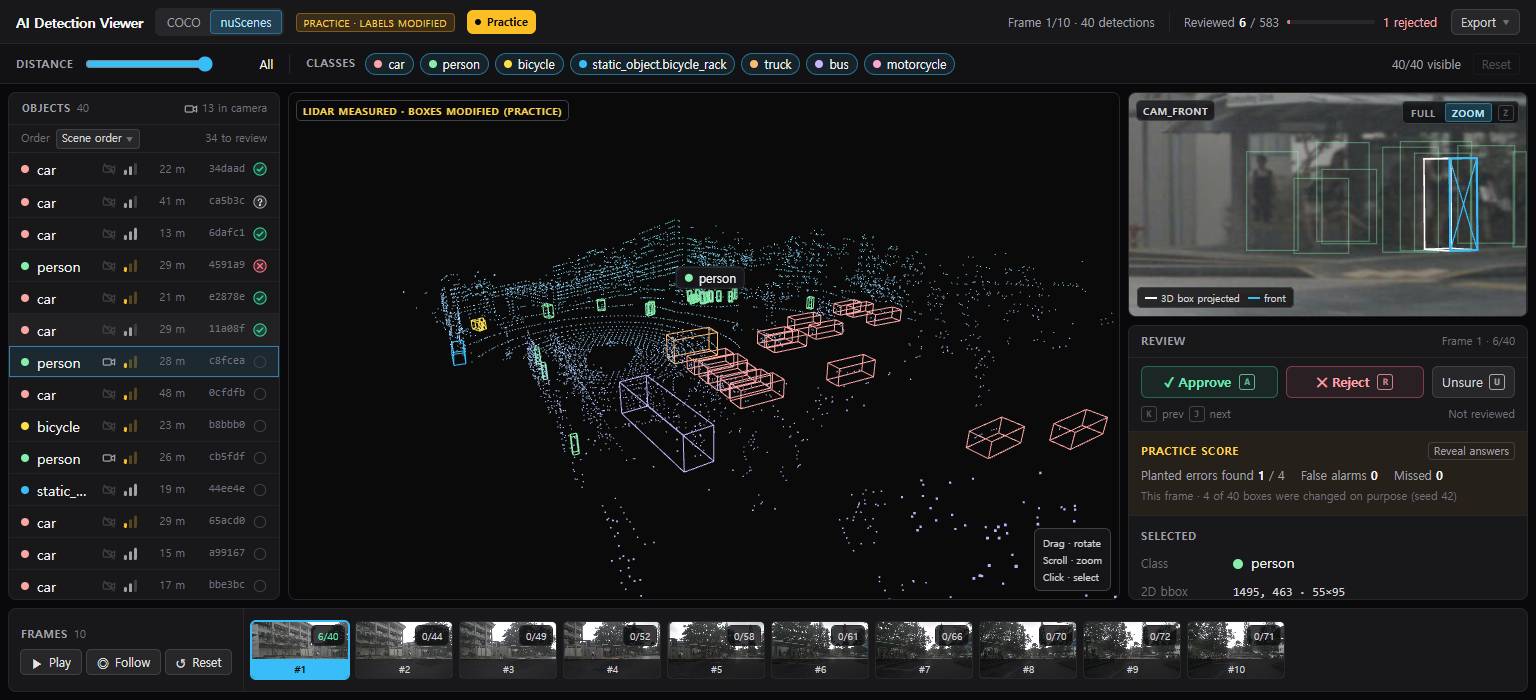 AI Detection Viewer COCO nuScenes PRACTICE · LABELS MODIFIED Practice Frame 1/10 · 40 detections Reviewed 6 / 583 1 rejected Export
DISTANCE All CLASSES car person bicycle static_object.bicycle_rack truck bus motorcycle 40/40 visible Reset
OBJECTS 40 13 in camera
Order Scene order 34 to review
car 22 m 34daad
car 41 m ca5b3c ?
car 13 m 6dafc1
person 29 m 4591a9
car 21 m e2878e
car 29 m 11a08f
person 28 m c8fcea
car 48 m 0cfdfb
bicycle 23 m b8bbb0
person 26 m cb5fdf
static_... 19 m 44ee4e
car 29 m 65acd0
car 15 m a99167
car 17 m bbe3bc
LIDAR MEASURED · BOXES MODIFIED (PRACTICE)
person
Drag · rotate
Scroll · zoom
Click · select
CAM_FRONT FULL ZOOM Z
3D box projected front
REVIEW Frame 1 · 6/40
✓ Approve A ✕ Reject R Unsure U
K prev J next Not reviewed
PRACTICE SCORE Reveal answers
Planted errors found 1 / 4 False alarms 0 Missed 0
This frame · 4 of 40 boxes were changed on purpose (seed 42)
SELECTED
Class person
2D bbox 1495, 463 · 55×95
FRAMES 10
Play Follow Reset
6/40 0/44 0/49 0/52 0/58 0/61 0/66 0/70 0/72 0/71
#1 #2 #3 #4 #5 #6 #7 #8 #9 #10